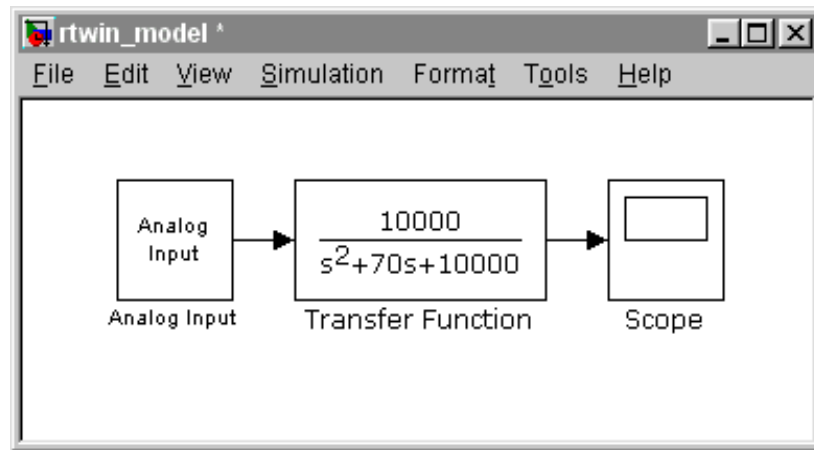 rtwin_model *
File Edit View Simulation Format Tools Help
Analog
Input
10000
s²+70s+10000
Analog Input
Transfer Function
Scope